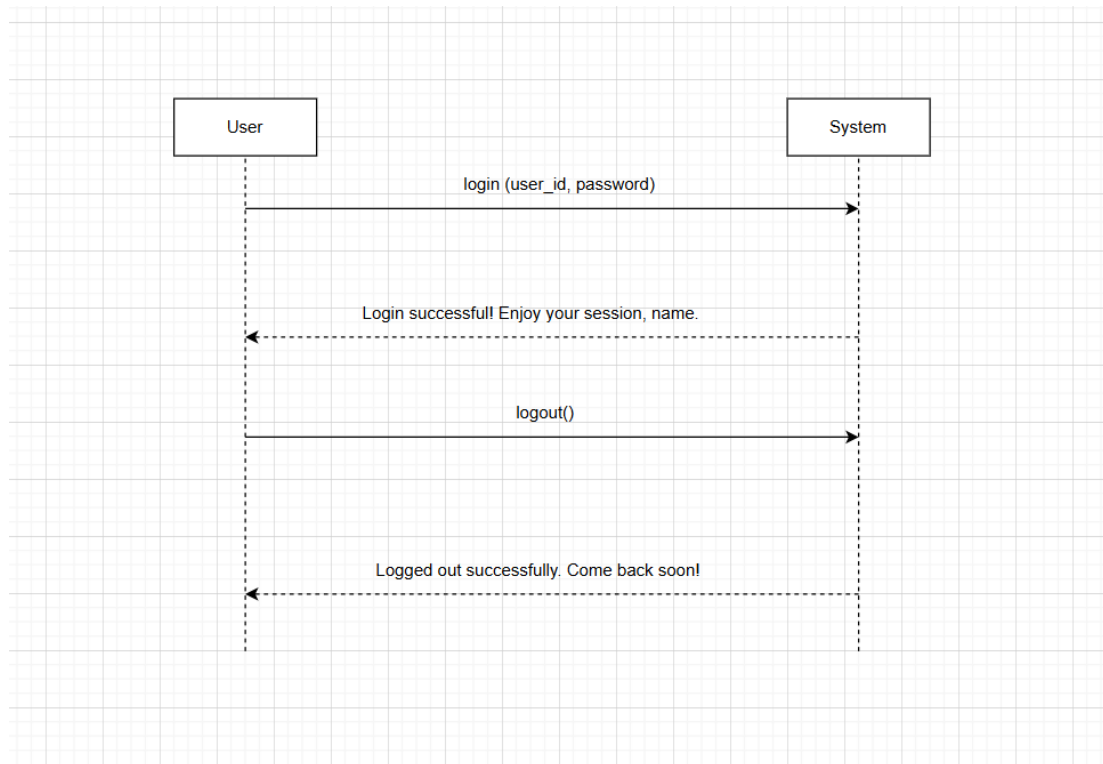 User
System
login (user_id, password)
Login successful! Enjoy your session, name.
logout()
Logged out successfully. Come back soon!